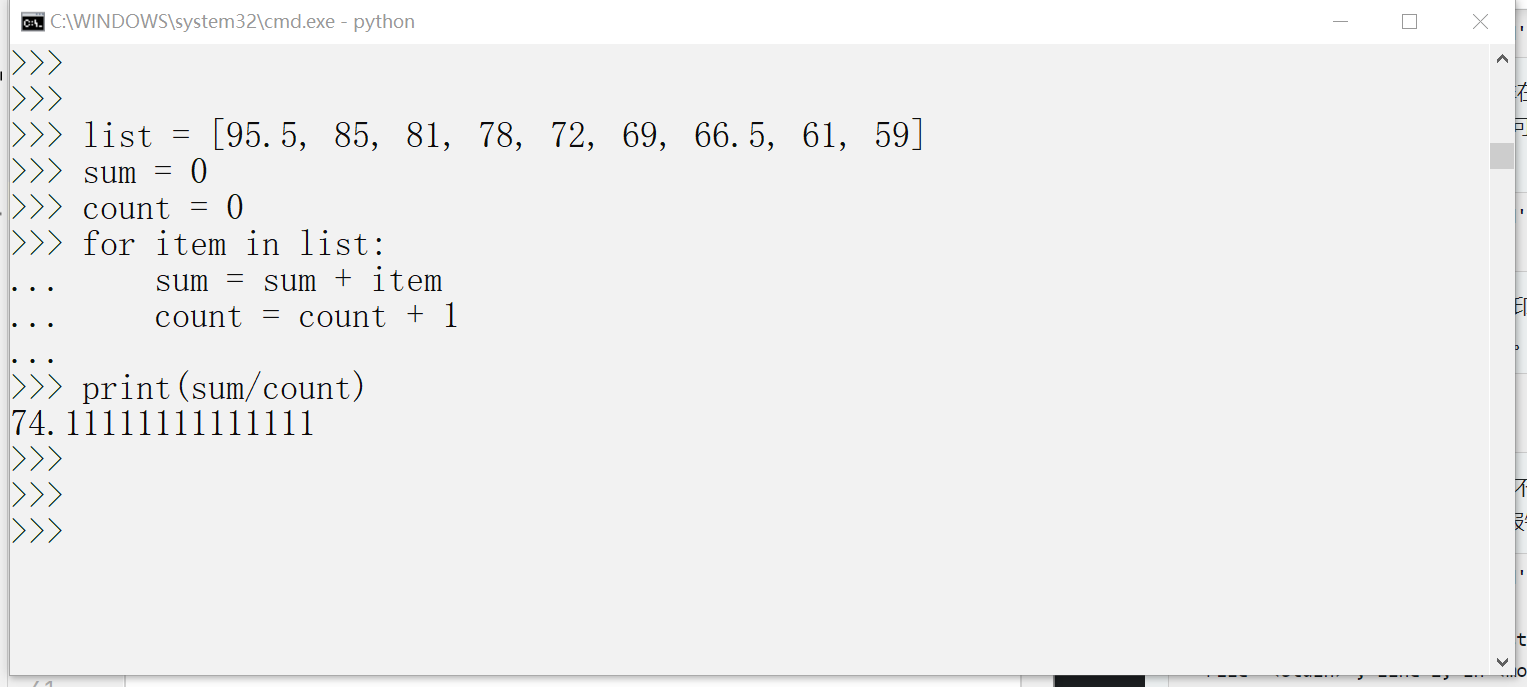 C:\WINDOWS\system32\cmd.exe - python
>>>
>>>
>>> list = [95.5, 85, 81, 78, 72, 69, 66.5, 61, 59]
>>> sum = 0
>>> count = 0
>>> for item in list:
...     sum = sum + item
...     count = count + 1
...
>>> print(sum/count)
74.11111111111111
>>>
>>>
>>>